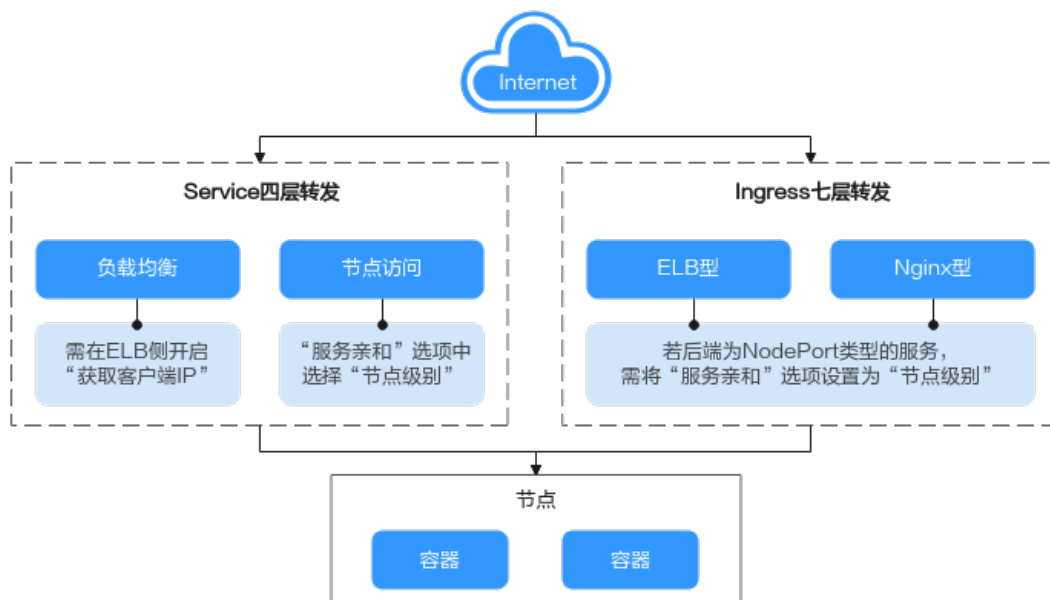 Internet
Service四层转发
Ingress七层转发
负载均衡
节点访问
ELB型
Nginx型
需在ELB侧开启
“获取客户端IP”
“服务亲和”选项中
选择“节点级别”
若后端为NodePort类型的服务，
需将“服务亲和”选项设置为“节点级别”
节点
容器
容器